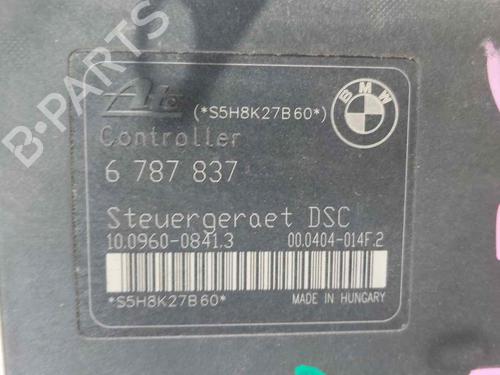 Ate (*S5H8K27B60*) BMW
Controller
6 787 837
Steuergeraet DSC
10.0960-0841.3 00.0404-014F.2
*S5H8K27B60* MADE IN HUNGARY
B-PARTS